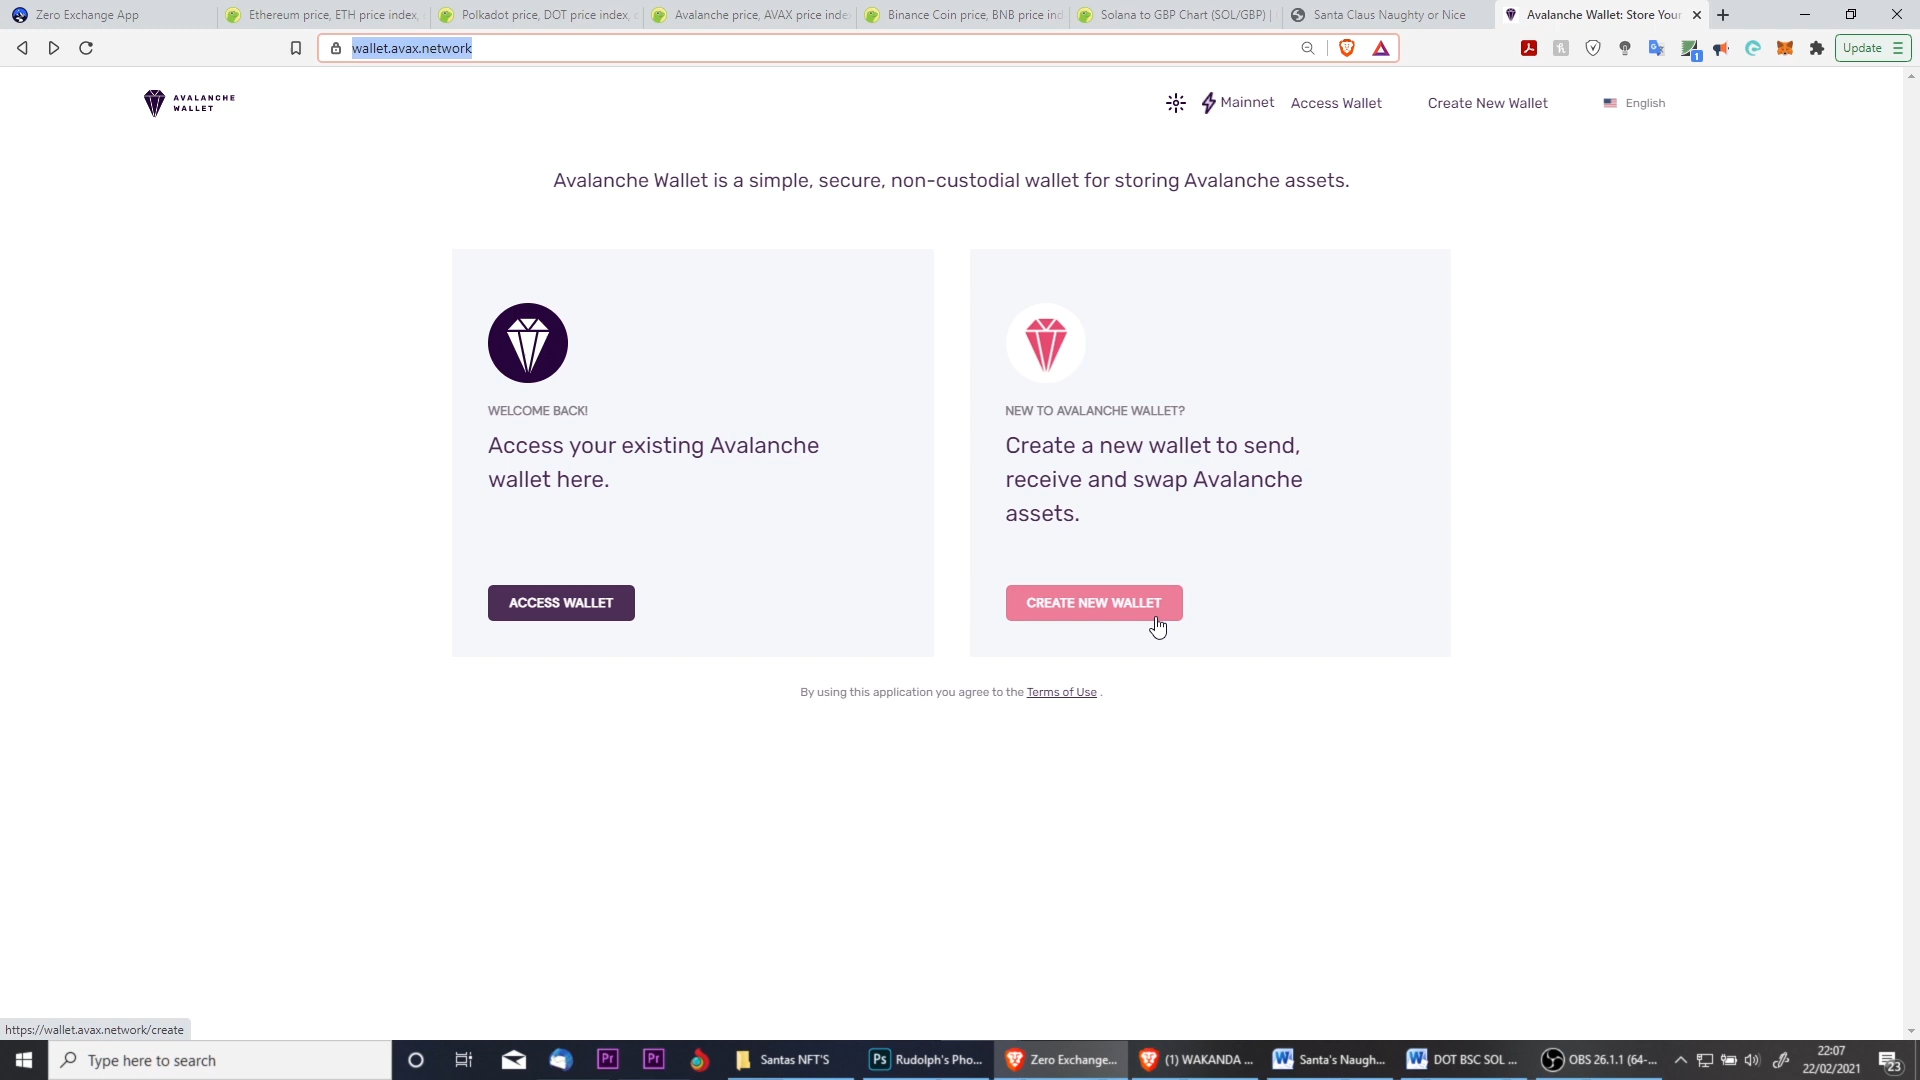 Zero Exchange App
Ethereum price, ETH price index,
Polkadot price, DOT price index,
Avalanche price, AVAX price inde
Binance Coin price, BNB price ind
Solana to GBP Chart (SOL/GBP) |
Santa Claus Naughty or Nice
Avalanche Wallet: Store Your
wallet.avax.network
1
Update
AVALANCHE
WALLET
Mainnet
Access Wallet
Create New Wallet
English
Avalanche Wallet is a simple, secure, non-custodial wallet for storing Avalanche assets.
WELCOME BACK!
Access your existing Avalanche
wallet here.
ACCESS WALLET
NEW TO AVALANCHE WALLET?
Create a new wallet to send,
receive and swap Avalanche
assets.
CREATE NEW WALLET
By using this application you agree to the Terms of Use .
https://wallet.avax.network/create
Type here to search
Pr
Pr
Santas NFT'S
Ps
Rudolph's Pho...
Zero Exchange...
(1) WAKANDA ...
Santa's Naugh...
DOT BSC SOL ...
OBS 26.1.1 (64-...
22:07
22/02/2021
23